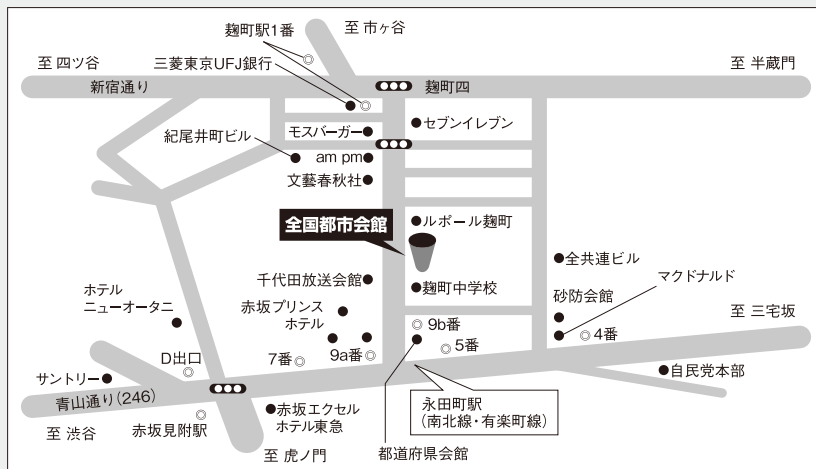 至 市ヶ谷
麹町駅1番
至 四ツ谷
三菱東京UFJ銀行
至 半蔵門
新宿通り
麹町四
モスバーガー
セブンイレブン
紀尾井町ビル
am pm
文藝春秋社
全国都市会館
ルポール麹町
全共連ビル
千代田放送会館
麹町中学校
マクドナルド
ホテル
ニューオータニ
赤坂プリンス
ホテル
砂防会館
至 三宅坂
9b番
4番
5番
D出口
7番
9a番
サントリー
自民党本部
青山通り(246)
赤坂エクセル
ホテル東急
永田町駅
(南北線・有楽町線)
至 渋谷
赤坂見附駅
至 虎ノ門
都道府県会館